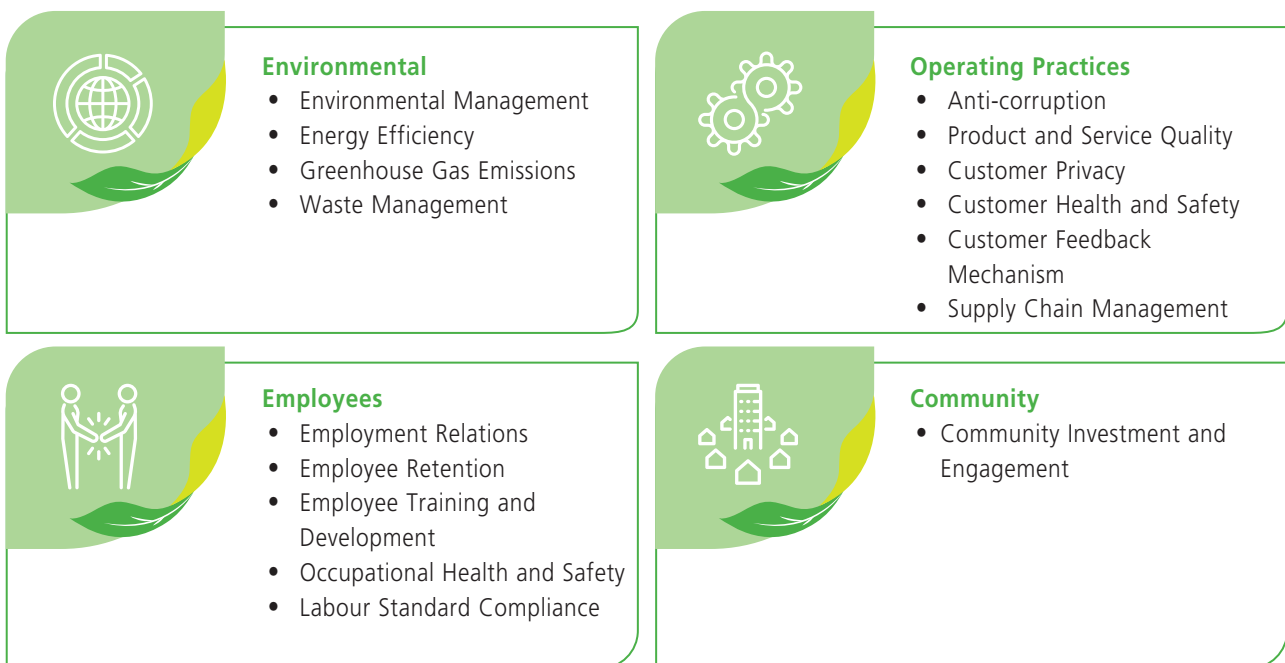 Environmental
• Environmental Management
• Energy Efficiency
• Greenhouse Gas Emissions
• Waste Management
Operating Practices
• Anti-corruption
• Product and Service Quality
• Customer Privacy
• Customer Health and Safety
• Customer Feedback
Mechanism
• Supply Chain Management
Employees
• Employment Relations
• Employee Retention
• Employee Training and
Development
• Occupational Health and Safety
• Labour Standard Compliance
Community
• Community Investment and
Engagement